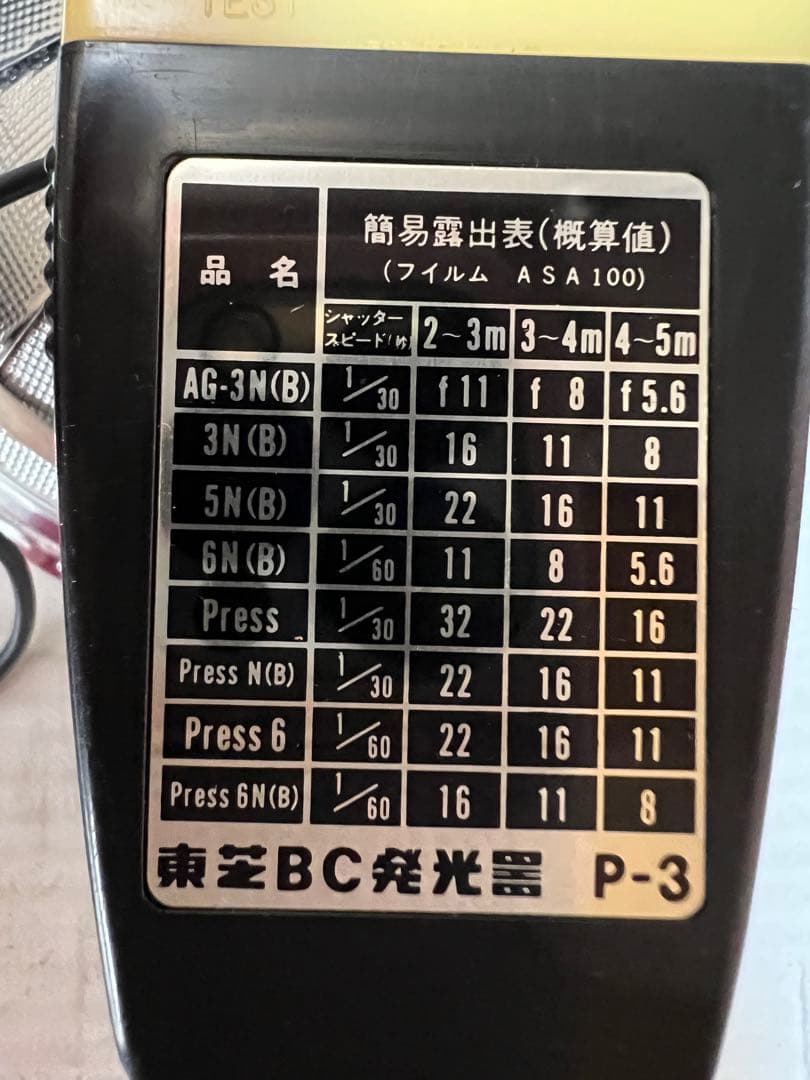 TEST
簡易露出表(概算値)
品 名
(フイルム ASA100)
シャッター
スピード(秒) 2~3m 3~4m 4~5m
AG-3N(B) 1/30 f 11 f 8 f 5.6
3N(B) 1/30 16 11 8
5N(B) 1/30 22 16 11
6N(B) 1/60 11 8 5.6
Press 1/30 32 22 16
Press N(B) 1/30 22 16 11
Press 6 1/60 22 16 11
Press 6N(B) 1/60 16 11 8
東芝BC発光器 P-3